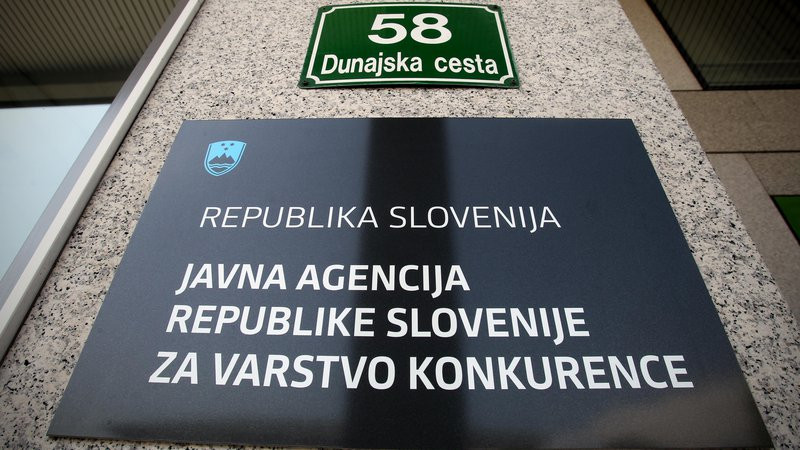 58
Dunajska cesta
REPUBLIKA SLOVENIJA
JAVNA AGENCIJA
REPUBLIKE SLOVENIJE
ZA VARSTVO KONKURENCE